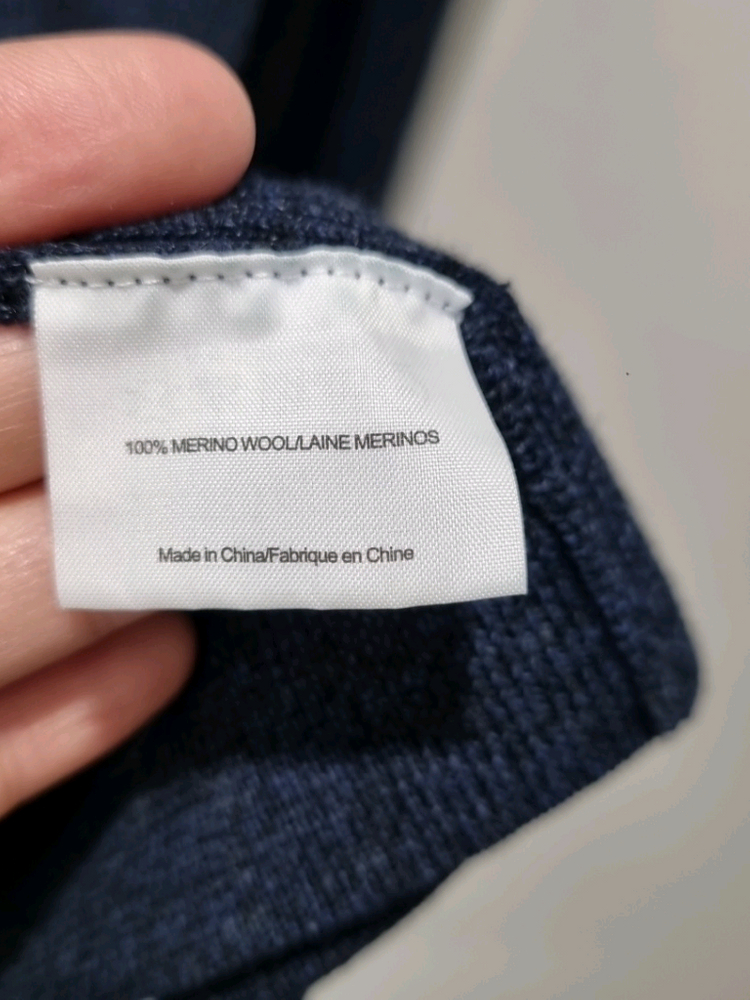 100% MERINO WOOL/LAINE MERINOS
Made in China/Fabrique en Chine